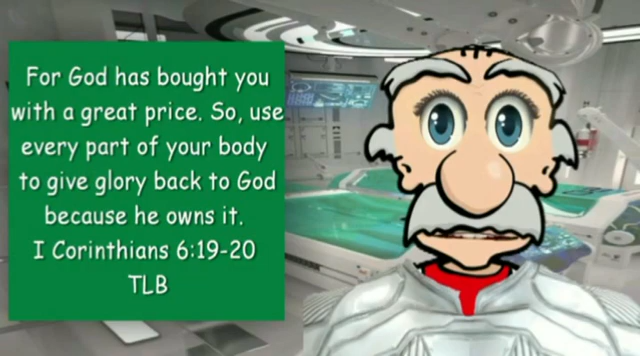 For God has bought you
with a great price. So, use
every part of your body
to give glory back to God
because he owns it.
I Corinthians 6:19-20
TLB